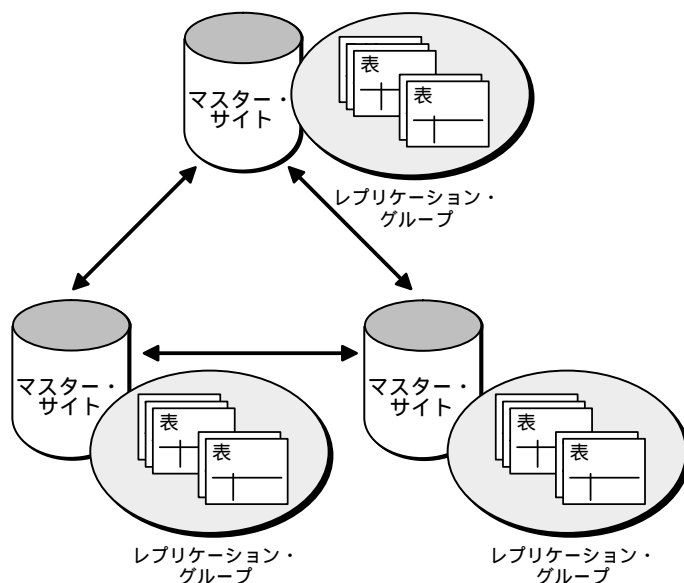 表
表
マスター・
サイト
レプリケーション・
グループ
マスター・
サイト
表
表
レプリケーション・
グループ
マスター・
サイト
表
表
レプリケーション・
グループ